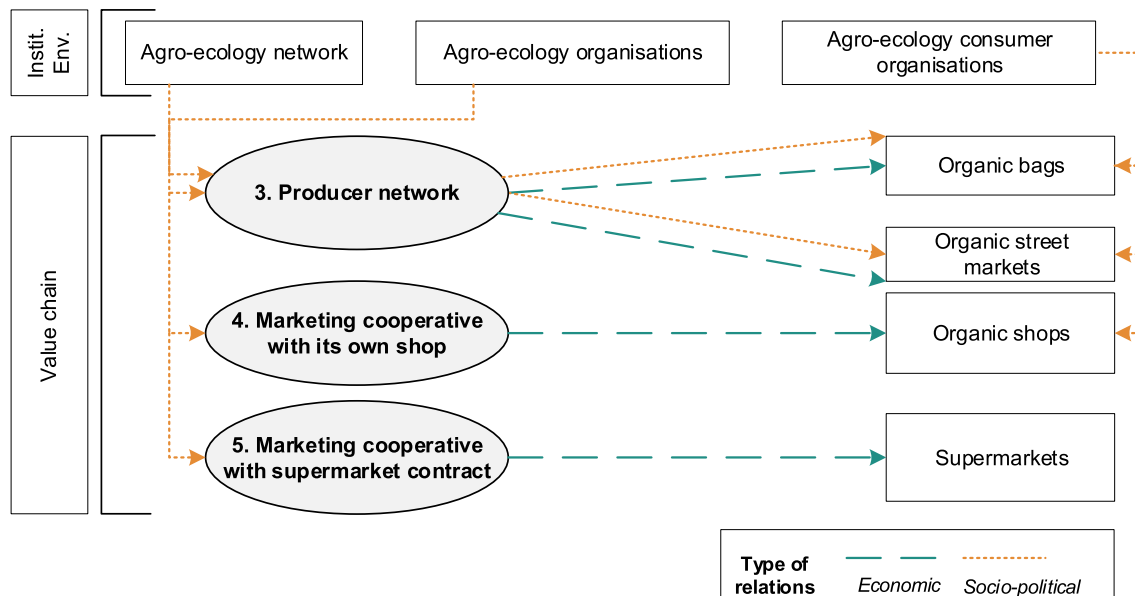 Instit.
Env.
Agro-ecology network
Agro-ecology organisations
Agro-ecology consumer
organisations
Value chain
3. Producer network
Organic bags
Organic street
markets
4. Marketing cooperative
with its own shop
Organic shops
5. Marketing cooperative
with supermarket contract
Supermarkets
Type of
relations
Economic
Socio-political